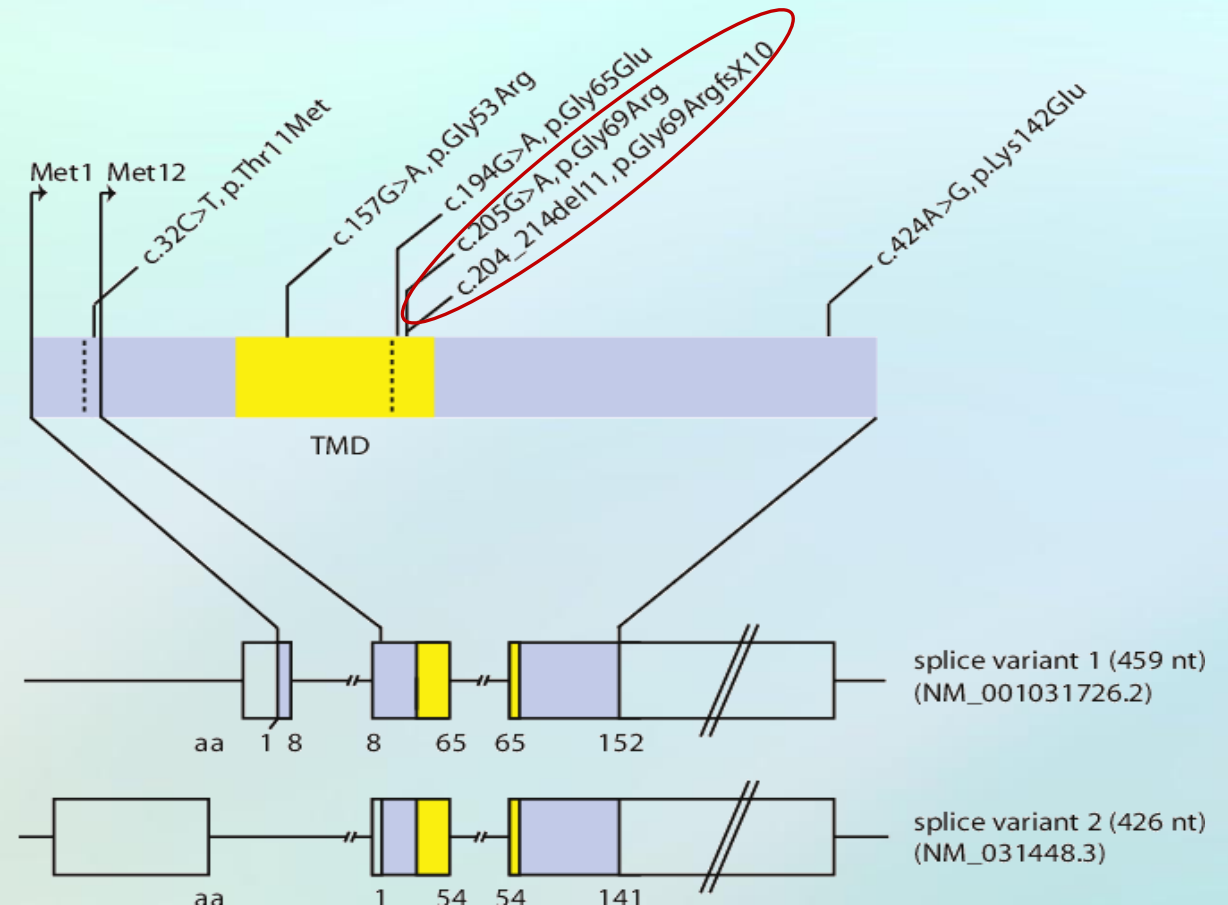 Met1
Met12
c.32C>T, p.Thr11Met
c.157G>A, p.Gly53Arg
c.194G>A, p.Gly65Glu
c.205G>A, p.Gly69Arg
c.204_214del11, p.Gly69ArgfsX10
c.424A>G, p.Lys142Glu
TMD
splice variant 1 (459 nt)
(NM_001031726.2)
aa 1 8 8 65 65 152
splice variant 2 (426 nt)
(NM_031448.3)
aa 1 54 54 141